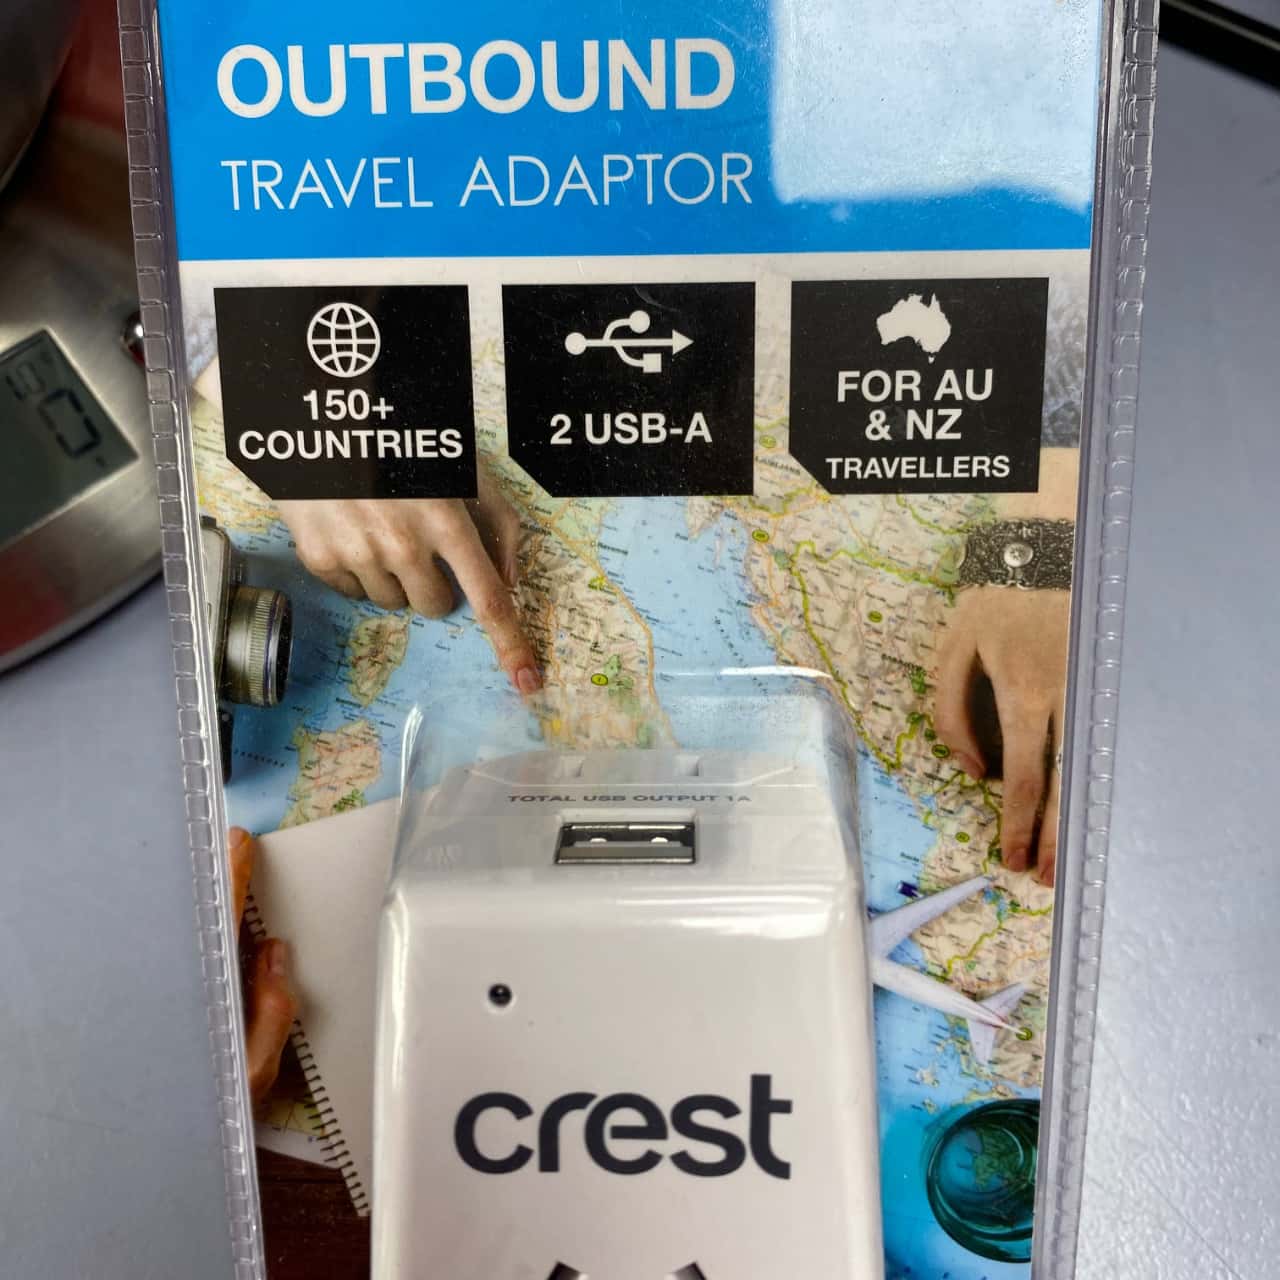 OUTBOUND
TRAVEL ADAPTOR
150+
COUNTRIES
2 USB-A
FOR AU
& NZ
TRAVELLERS
TOTAL USB OUTPUT 1A
crest